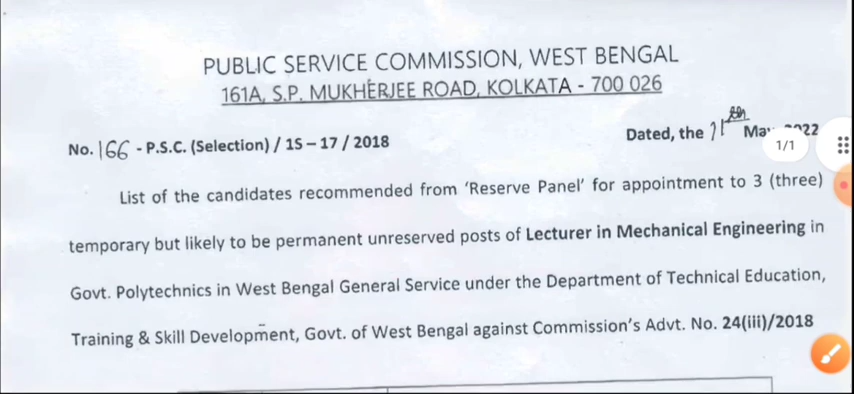 PUBLIC SERVICE COMMISSION, WEST BENGAL
161A, S.P. MUKHERJEE ROAD, KOLKATA - 700 026
No. 166 - P.S.C. (Selection) / 1S – 17 / 2018
Dated, the May 2022
1/1
List of the candidates recommended from ‘Reserve Panel’ for appointment to 3 (three)
temporary but likely to be permanent unreserved posts of Lecturer in Mechanical Engineering in
Govt. Polytechnics in West Bengal General Service under the Department of Technical Education,
Training & Skill Development, Govt. of West Bengal against Commission’s Advt. No. 24(iii)/2018